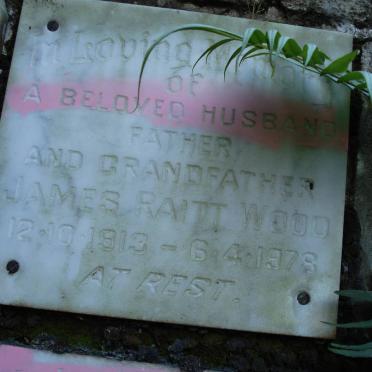 In Loving Memory
of
A BELOVED HUSBAND
FATHER
AND GRANDFATHER
JAMES RAITT WOOD
12·10·1913 – 6·4·1978
AT REST.